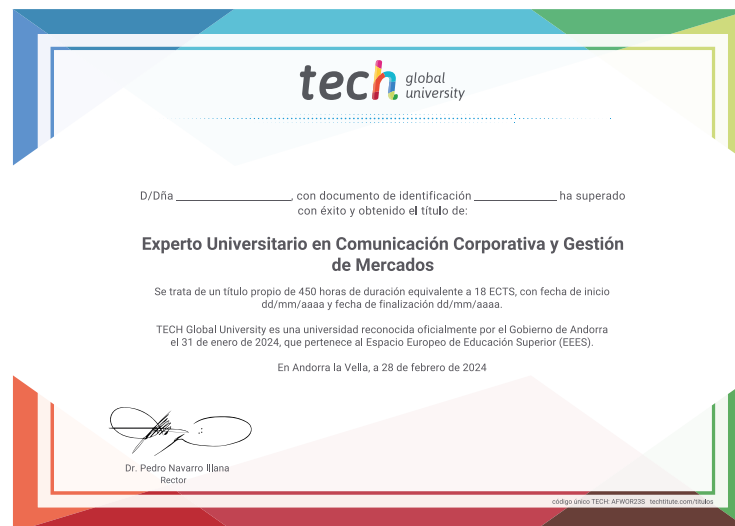 tech global university
D/Dña ________________, con documento de identificación ____________ ha superado
con éxito y obtenido el título de:
Experto Universitario en Comunicación Corporativa y Gestión
de Mercados
Se trata de un título propio de 450 horas de duración equivalente a 18 ECTS, con fecha de inicio
dd/mm/aaaa y fecha de finalización dd/mm/aaaa.
TECH Global University es una universidad reconocida oficialmente por el Gobierno de Andorra
el 31 de enero de 2024, que pertenece al Espacio Europeo de Educación Superior (EEES).
En Andorra la Vella, a 28 de febrero de 2024
Dr. Pedro Navarro Illana
Rector
código único TECH: AFWOR23S techtitute.com/titulos